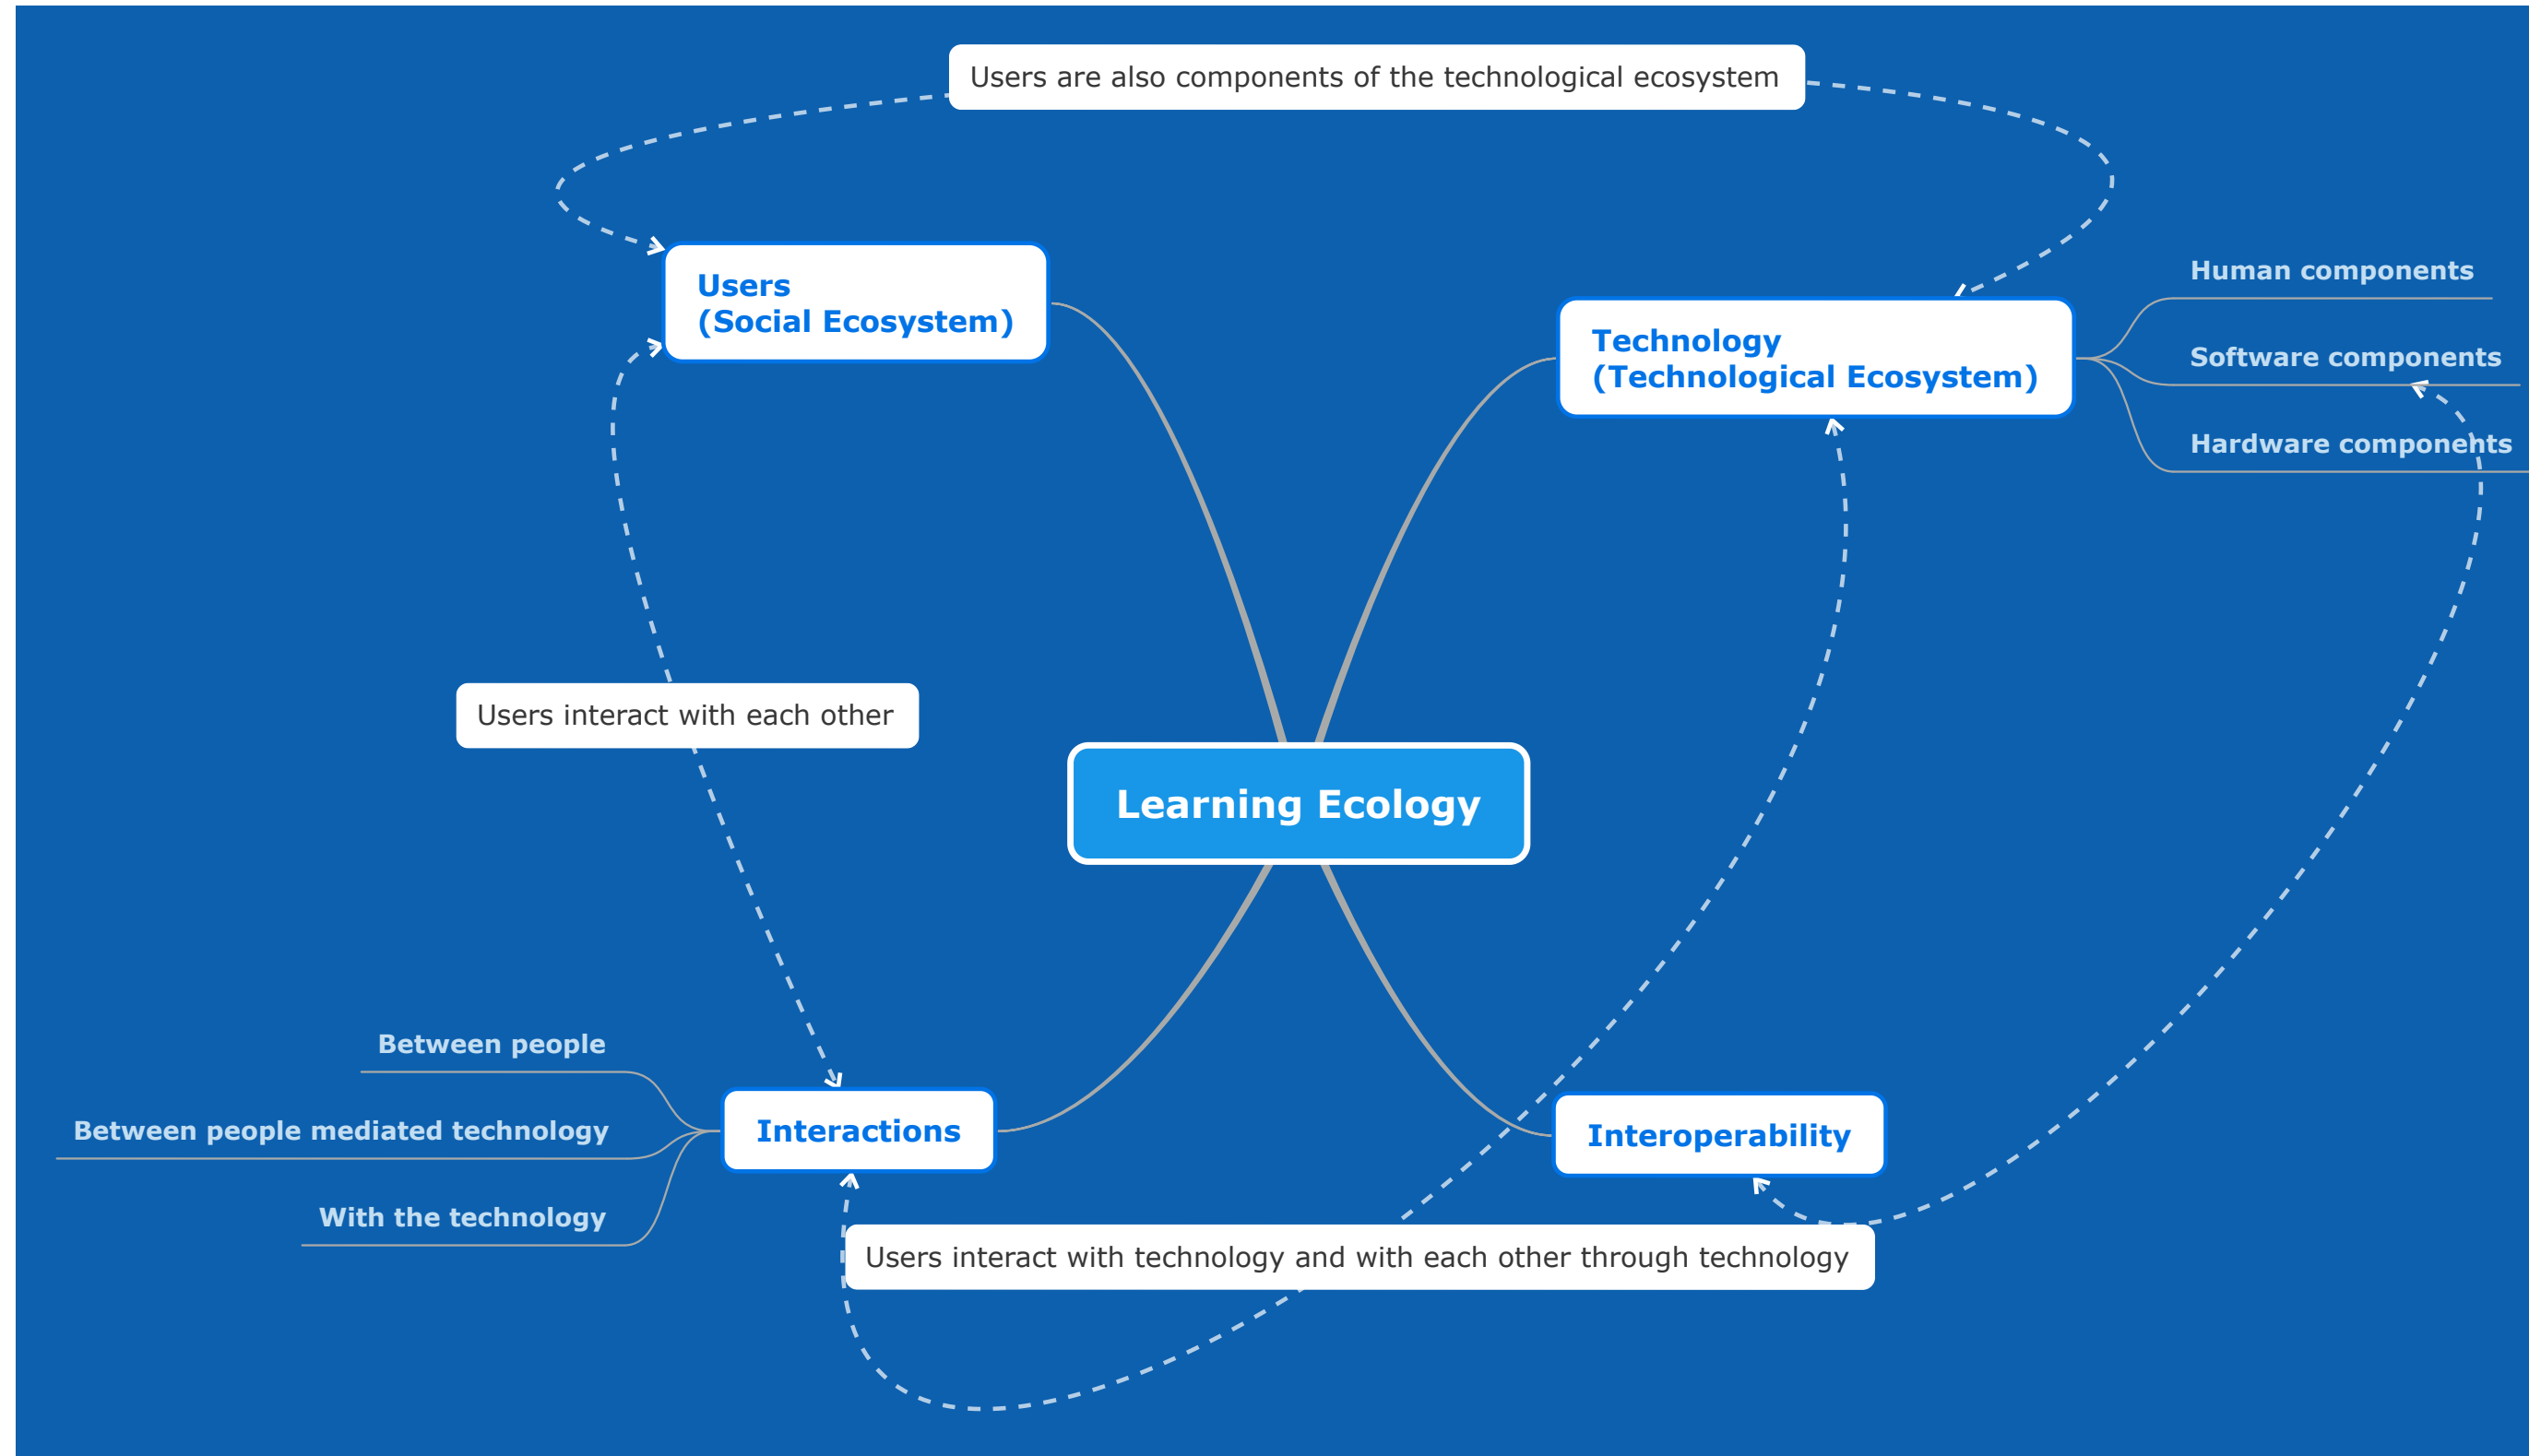 Users are also components of the technological ecosystem
Users
(Social Ecosystem)
Technology
(Technological Ecosystem)
Human components
Software components
Hardware components
Users interact with each other
Learning Ecology
Between people
Between people mediated technology
With the technology
Interactions
Interoperability
Users interact with technology and with each other through technology